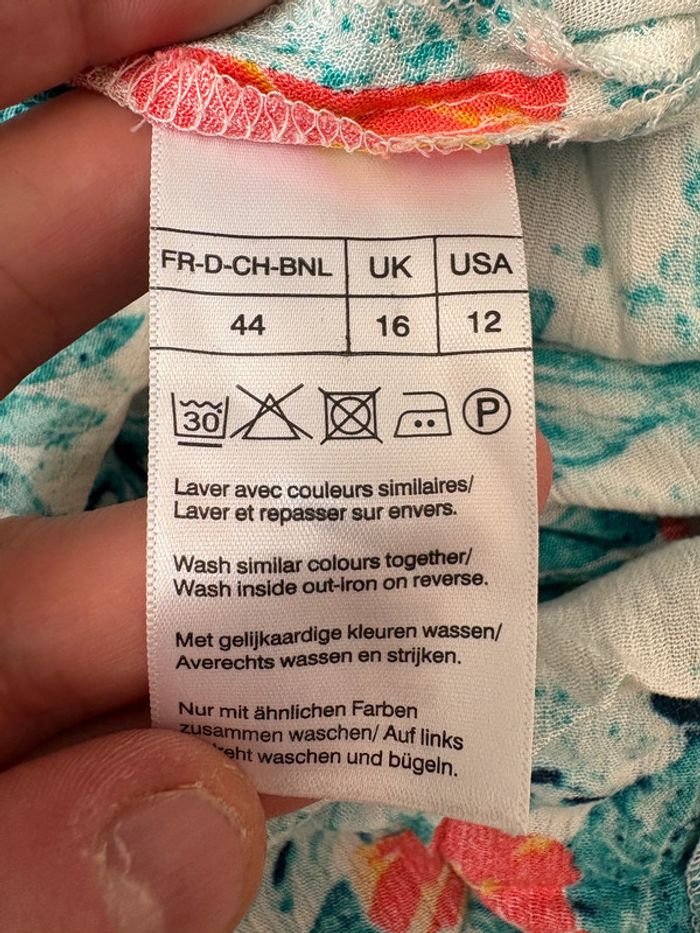 FR-D-CH-BNL UK USA
44 16 12
30 P
Laver avec couleurs similaires/
Laver et repasser sur envers.
Wash similar colours together/
Wash inside out-iron on reverse.
Met gelijkaardige kleuren wassen/
Averechts wassen en strijken.
Nur mit ähnlichen Farben
zusammen waschen/ Auf links
waschen und bügeln.